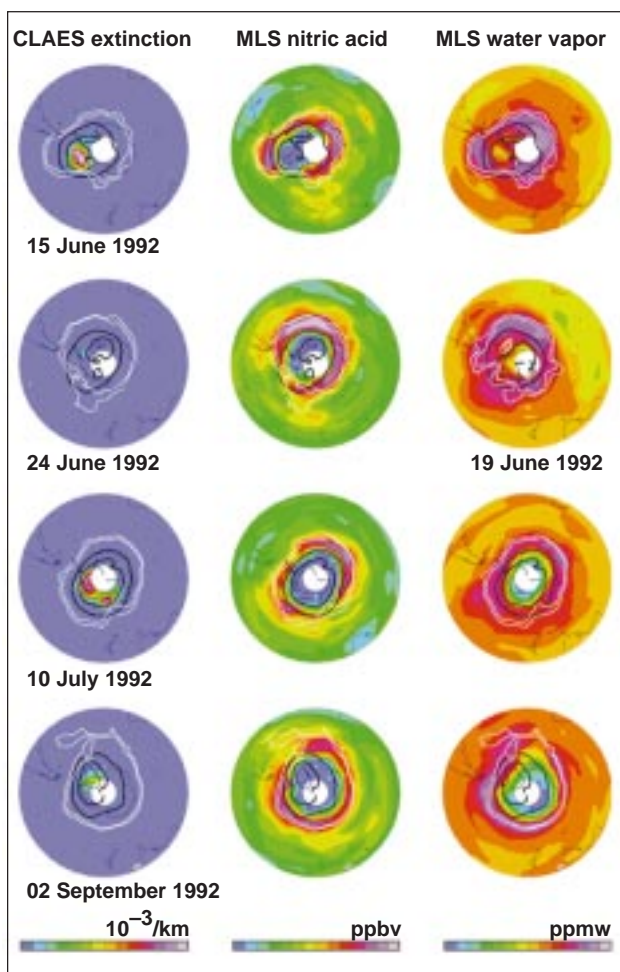 CLAES extinction MLS nitric acid MLS water vapor
15 June 1992
24 June 1992 19 June 1992
10 July 1992
02 September 1992
10⁻³/km ppbv ppmw